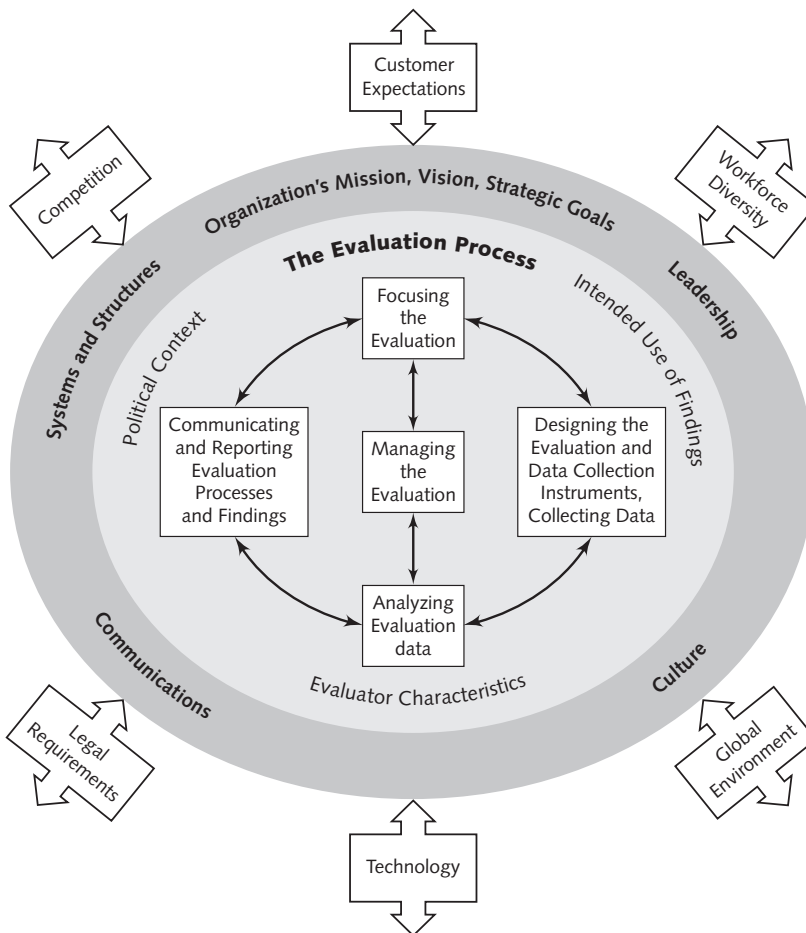 Customer
Expectations
Competition
Workforce
Diversity
Organization's Mission, Vision, Strategic Goals
Systems and Structures
Leadership
The Evaluation Process
Political Context
Intended Use of Findings
Focusing
the
Evaluation
Communicating
and Reporting
Evaluation
Processes
and Findings
Managing
the
Evaluation
Designing the
Evaluation and
Data Collection
Instruments,
Collecting Data
Analyzing
Evaluation
data
Evaluator Characteristics
Communications
Culture
Legal
Requirements
Global
Environment
Technology